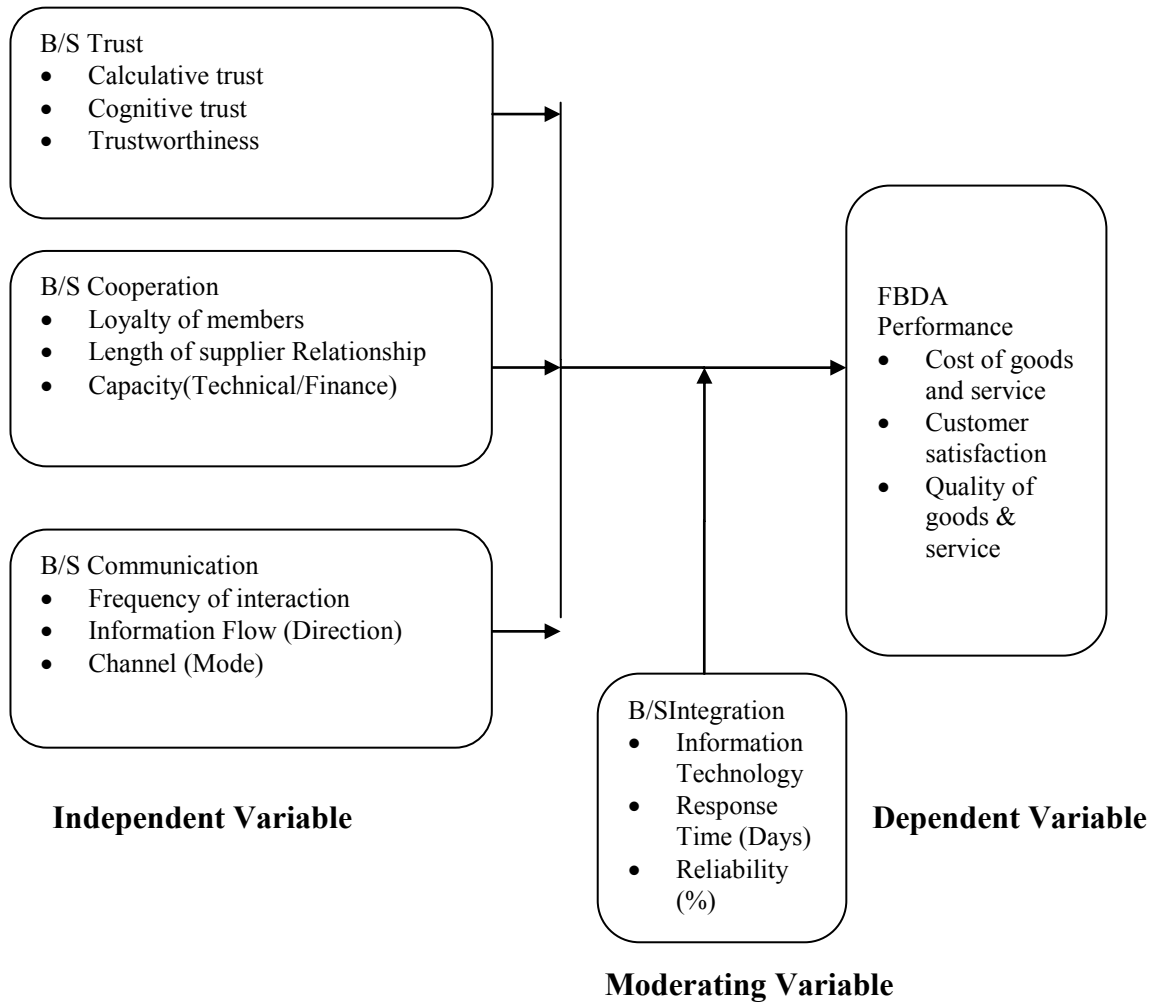 B/S Trust
• Calculative trust
• Cognitive trust
• Trustworthiness
B/S Cooperation
• Loyalty of members
• Length of supplier Relationship
• Capacity(Technical/Finance)
B/S Communication
• Frequency of interaction
• Information Flow (Direction)
• Channel (Mode)
Independent Variable
B/SIntegration
• Information
Technology
• Response
Time (Days)
• Reliability
(%)
Moderating Variable
FBDA
Performance
• Cost of goods
and service
• Customer
satisfaction
• Quality of
goods &
service
Dependent Variable